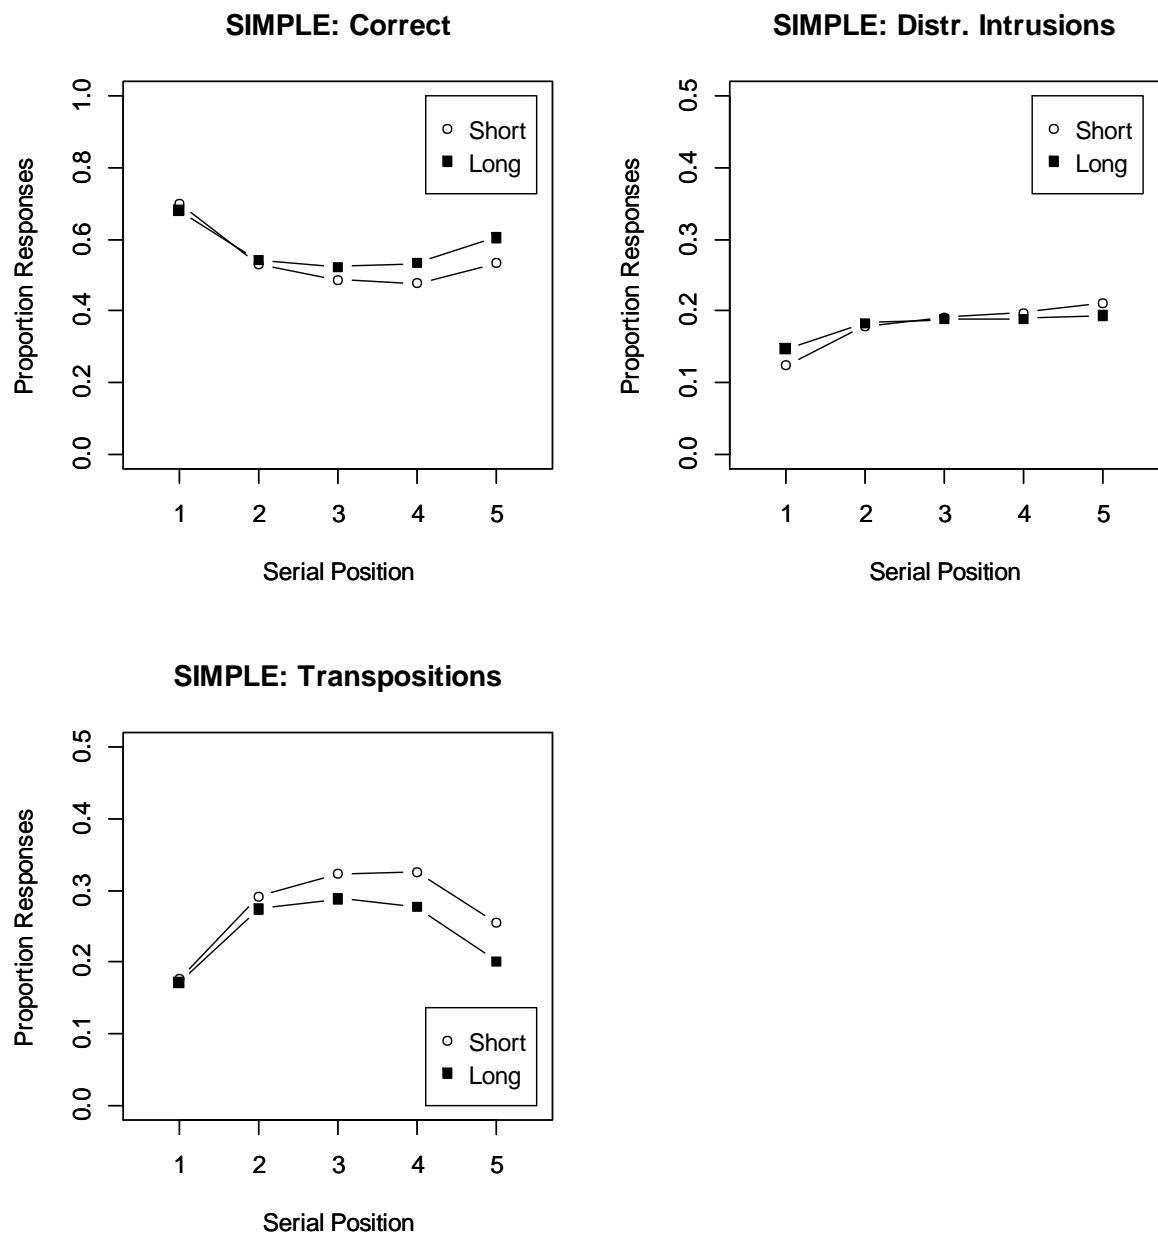 SIMPLE: Correct
Proportion Responses
1.0
0.8
0.6
0.4
0.2
0.0
Short
Long
1 2 3 4 5
Serial Position
SIMPLE: Distr. Intrusions
Proportion Responses
0.5
0.4
0.3
0.2
0.1
0.0
Short
Long
1 2 3 4 5
Serial Position
SIMPLE: Transpositions
Proportion Responses
0.5
0.4
0.3
0.2
0.1
0.0
Short
Long
1 2 3 4 5
Serial Position